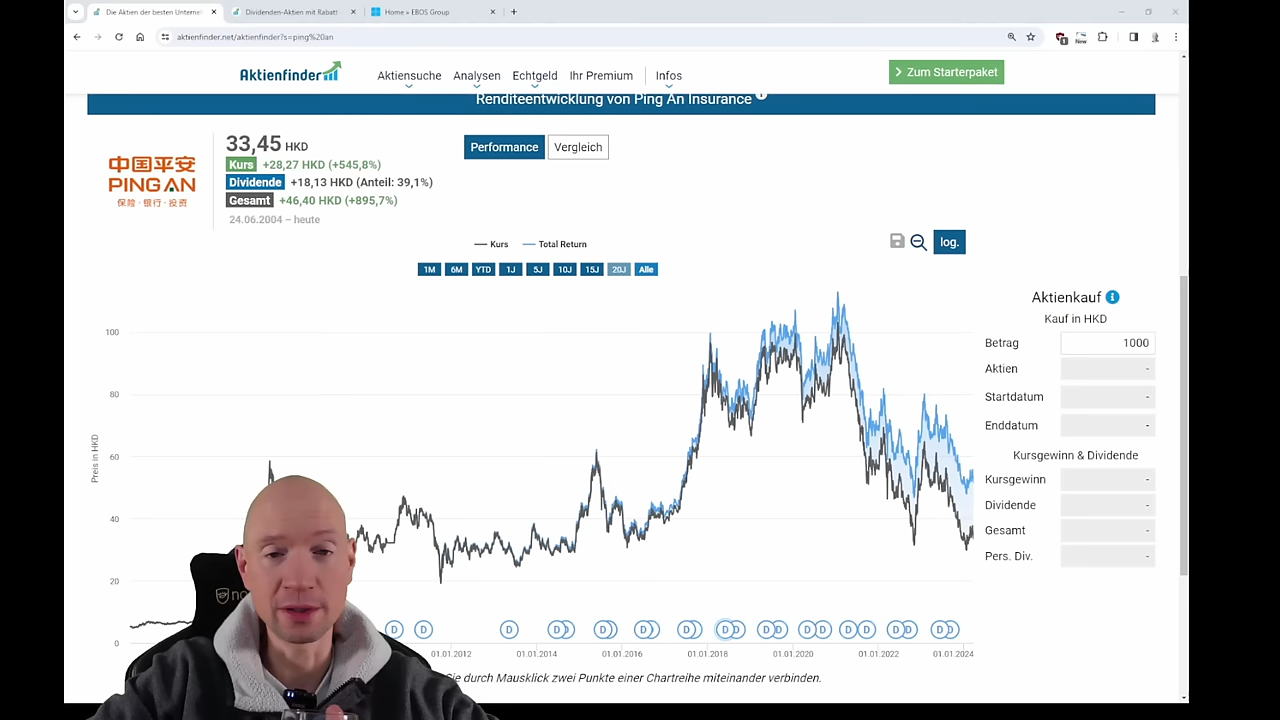 Die Aktien der besten Unterne
Dividenden-Aktien mit Rabatt
Home » EBOS Group
aktienfinder.net/aktienfinder?s=ping%20an
New
Aktienfinder
Aktiensuche
Analysen
Echtgeld
Ihr Premium
Infos
Zum Starterpaket
Renditeentwicklung von Ping An Insurance
中国平安
PING AN
保险·银行·投资
33,45 HKD
Kurs +28,27 HKD (+545,8%)
Dividende +18,13 HKD (Anteil: 39,1%)
Gesamt +46,40 HKD (+895,7%)
24.06.2004 – heute
Performance
Vergleich
Kurs
Total Return
log.
1M 6M YTD 1J 5J 10J 15J 20J Alle
Preis in HKD
100
80
60
40
20
0
D D D D D D D D D D D D D D D D D D D D D D D
01.01.2012 01.01.2014 01.01.2016 01.01.2018 01.01.2020 01.01.2022 01.01.2024
Sie durch Mausklick zwei Punkte einer Chartreihe miteinander verbinden.
Aktienkauf
Kauf in HKD
Betrag 1000
Aktien -
Startdatum -
Enddatum -
Kursgewinn & Dividende
Kursgewinn -
Dividende -
Gesamt -
Pers. Div. -